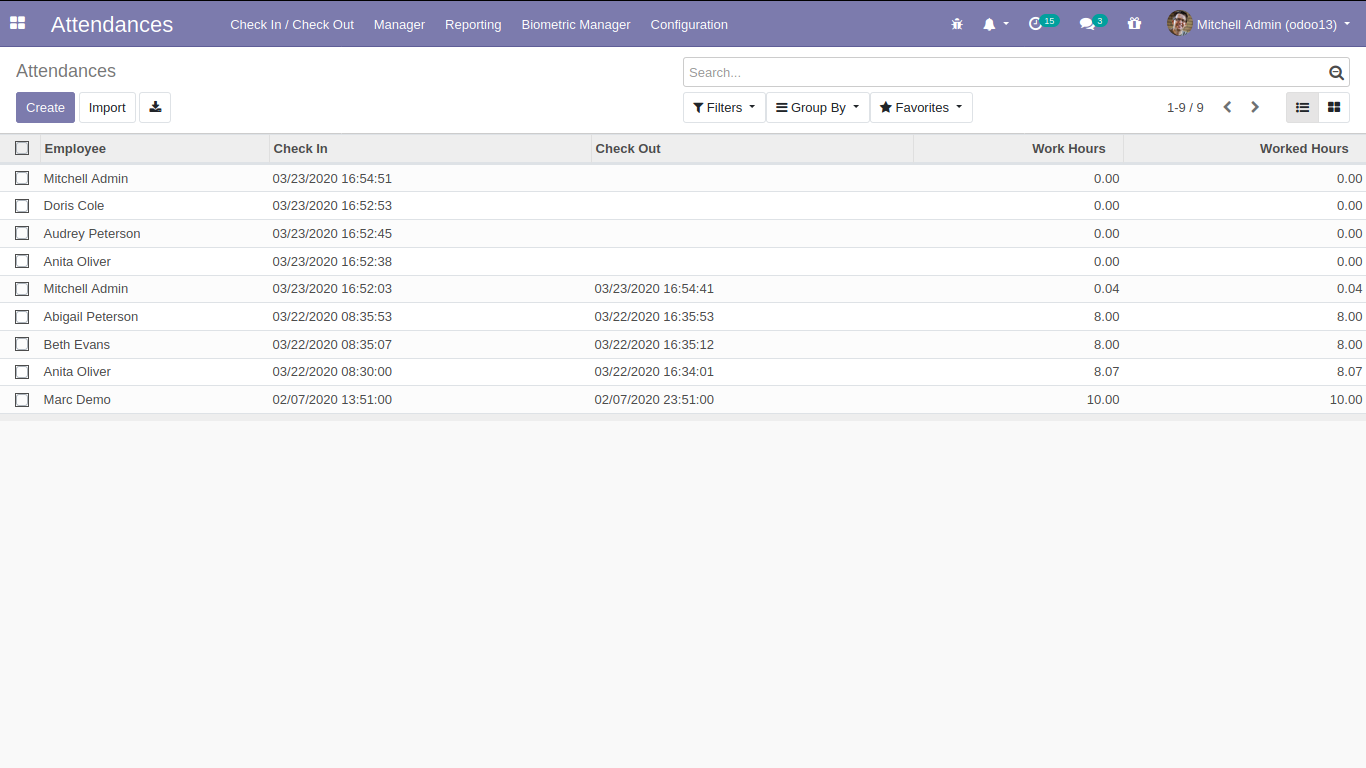 Attendances Check In / Check Out Manager Reporting Biometric Manager Configuration 15 3 Mitchell Admin (odoo13)
Attendances Search...
Create Import Filters Group By Favorites 1-9 / 9
Employee Check In Check Out Work Hours Worked Hours
Mitchell Admin 03/23/2020 16:54:51 0.00 0.00
Doris Cole 03/23/2020 16:52:53 0.00 0.00
Audrey Peterson 03/23/2020 16:52:45 0.00 0.00
Anita Oliver 03/23/2020 16:52:38 0.00 0.00
Mitchell Admin 03/23/2020 16:52:03 03/23/2020 16:54:41 0.04 0.04
Abigail Peterson 03/22/2020 08:35:53 03/22/2020 16:35:53 8.00 8.00
Beth Evans 03/22/2020 08:35:07 03/22/2020 16:35:12 8.00 8.00
Anita Oliver 03/22/2020 08:30:00 03/22/2020 16:34:01 8.07 8.07
Marc Demo 02/07/2020 13:51:00 02/07/2020 23:51:00 10.00 10.00